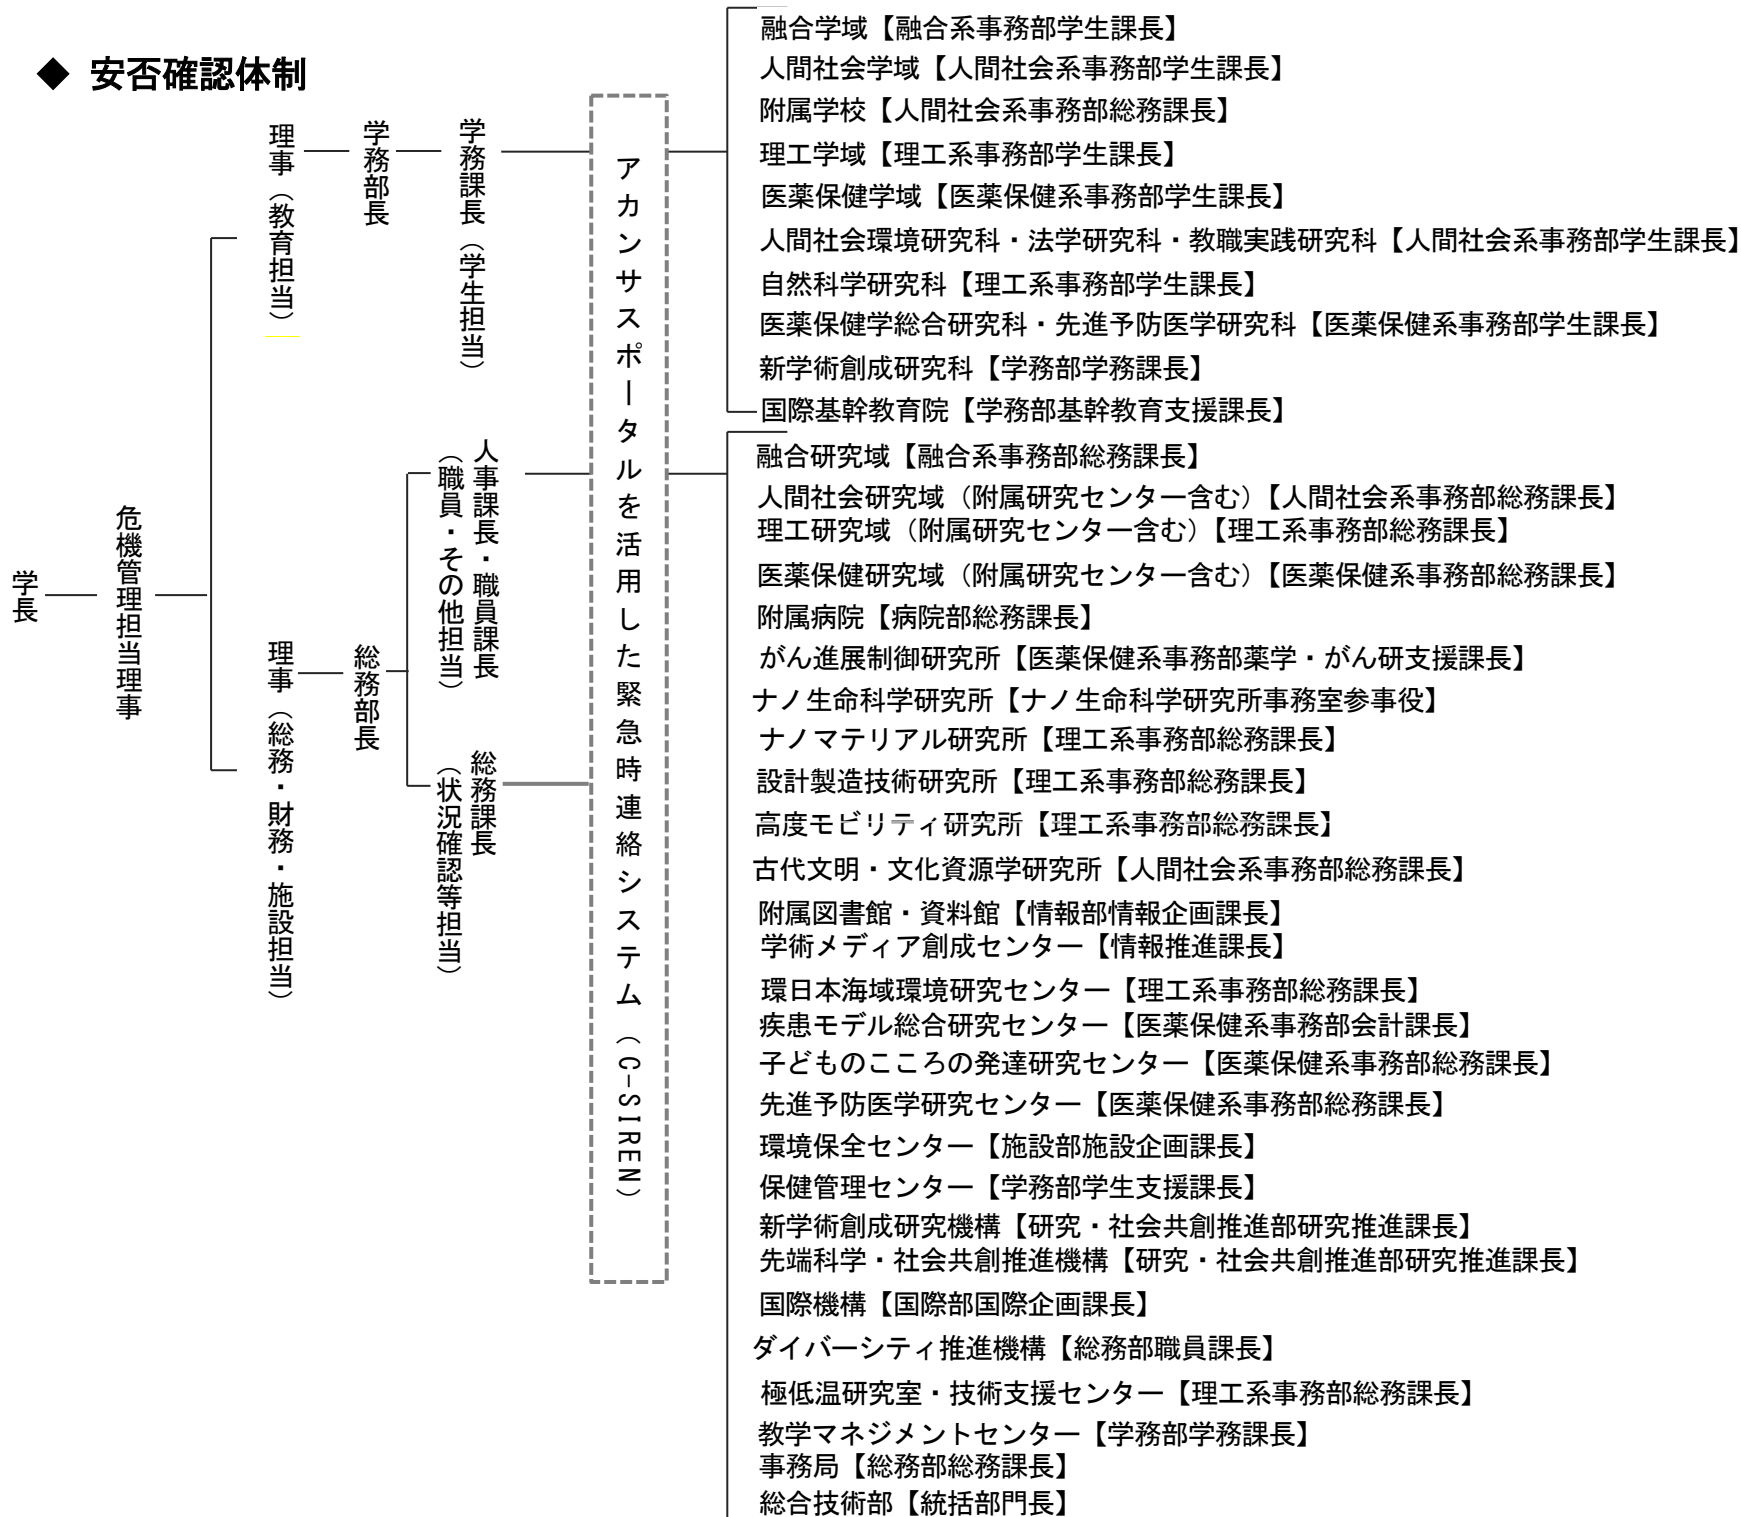 ◆ 安否確認体制
学長
危機管理担当理事
理事（教育担当）
学務部長
学務課長（学生担当）
理事（総務・財務・施設担当）
総務部長
人事課長・職員課長
（職員・その他担当）
総務課長
（状況確認等担当）
アカンサスポータルを活用した緊急時連絡システム（C-SIREN）
融合学域【融合系事務部学生課長】
人間社会学域【人間社会系事務部学生課長】
附属学校【人間社会系事務部総務課長】
理工学域【理工系事務部学生課長】
医薬保健学域【医薬保健系事務部学生課長】
人間社会環境研究科・法学研究科・教職実践研究科【人間社会系事務部学生課長】
自然科学研究科【理工系事務部学生課長】
医薬保健学総合研究科・先進予防医学研究科【医薬保健系事務部学生課長】
新学術創成研究科【学務部学務課長】
国際基幹教育院【学務部基幹教育支援課長】
融合研究域【融合系事務部総務課長】
人間社会研究域（附属研究センター含む）【人間社会系事務部総務課長】
理工研究域（附属研究センター含む）【理工系事務部総務課長】
医薬保健研究域（附属研究センター含む）【医薬保健系事務部総務課長】
附属病院【病院部総務課長】
がん進展制御研究所【医薬保健系事務部薬学・がん研支援課長】
ナノ生命科学研究所【ナノ生命科学研究所事務室参事役】
ナノマテリアル研究所【理工系事務部総務課長】
設計製造技術研究所【理工系事務部総務課長】
高度モビリティ研究所【理工系事務部総務課長】
古代文明・文化資源学研究所【人間社会系事務部総務課長】
附属図書館・資料館【情報部情報企画課長】
学術メディア創成センター【情報推進課長】
環日本海域環境研究センター【理工系事務部総務課長】
疾患モデル総合研究センター【医薬保健系事務部会計課長】
子どものこころの発達研究センター【医薬保健系事務部総務課長】
先進予防医学研究センター【医薬保健系事務部総務課長】
環境保全センター【施設部施設企画課長】
保健管理センター【学務部学生支援課長】
新学術創成研究機構【研究・社会共創推進部研究推進課長】
先端科学・社会共創推進機構【研究・社会共創推進部研究推進課長】
国際機構【国際部国際企画課長】
ダイバーシティ推進機構【総務部職員課長】
極低温研究室・技術支援センター【理工系事務部総務課長】
教学マネジメントセンター【学務部学務課長】
事務局【総務部総務課長】
総合技術部【統括部門長】